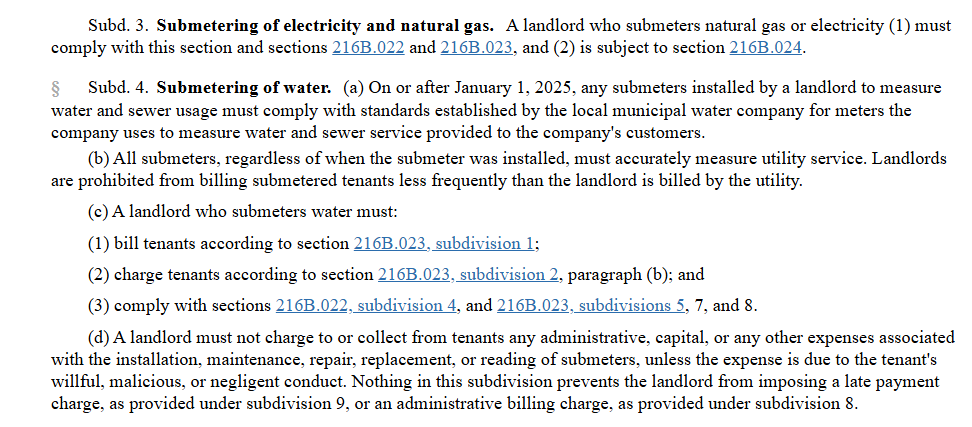 Subd. 3. Submetering of electricity and natural gas. A landlord who submeters natural gas or electricity (1) must
comply with this section and sections 216B.022 and 216B.023, and (2) is subject to section 216B.024.
§ Subd. 4. Submetering of water. (a) On or after January 1, 2025, any submeters installed by a landlord to measure
water and sewer usage must comply with standards established by the local municipal water company for meters the
company uses to measure water and sewer service provided to the company's customers.
(b) All submeters, regardless of when the submeter was installed, must accurately measure utility service. Landlords
are prohibited from billing submetered tenants less frequently than the landlord is billed by the utility.
(c) A landlord who submeters water must:
(1) bill tenants according to section 216B.023, subdivision 1;
(2) charge tenants according to section 216B.023, subdivision 2, paragraph (b); and
(3) comply with sections 216B.022, subdivision 4, and 216B.023, subdivisions 5, 7, and 8.
(d) A landlord must not charge to or collect from tenants any administrative, capital, or any other expenses associated
with the installation, maintenance, repair, replacement, or reading of submeters, unless the expense is due to the tenant's
willful, malicious, or negligent conduct. Nothing in this subdivision prevents the landlord from imposing a late payment
charge, as provided under subdivision 9, or an administrative billing charge, as provided under subdivision 8.